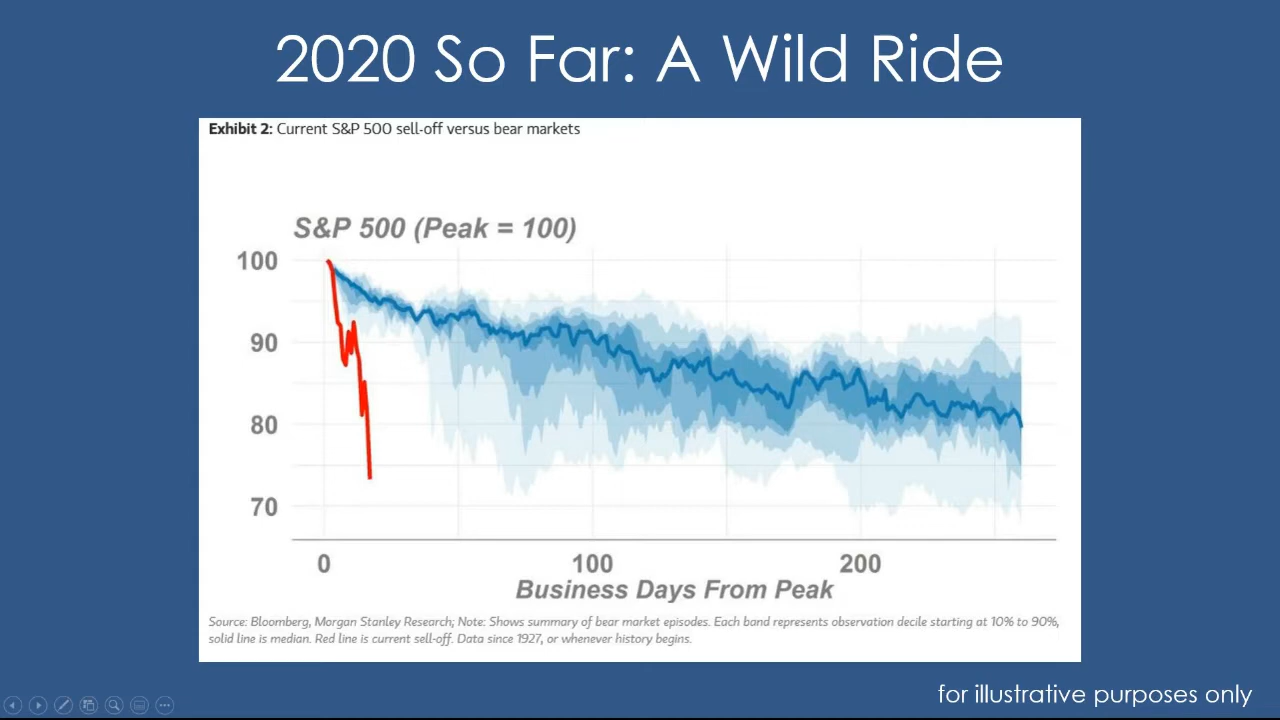 2020 So Far: A Wild Ride
Exhibit 2: Current S&P 500 sell-off versus bear markets
S&P 500 (Peak = 100)
100
90
80
70
0 100 200
Business Days From Peak
Source: Bloomberg, Morgan Stanley Research; Note: Shows summary of bear market episodes. Each band represents observation decile starting at 10% to 90%,
solid line is median. Red line is current sell-off. Data since 1927, or whenever history begins.
for illustrative purposes only